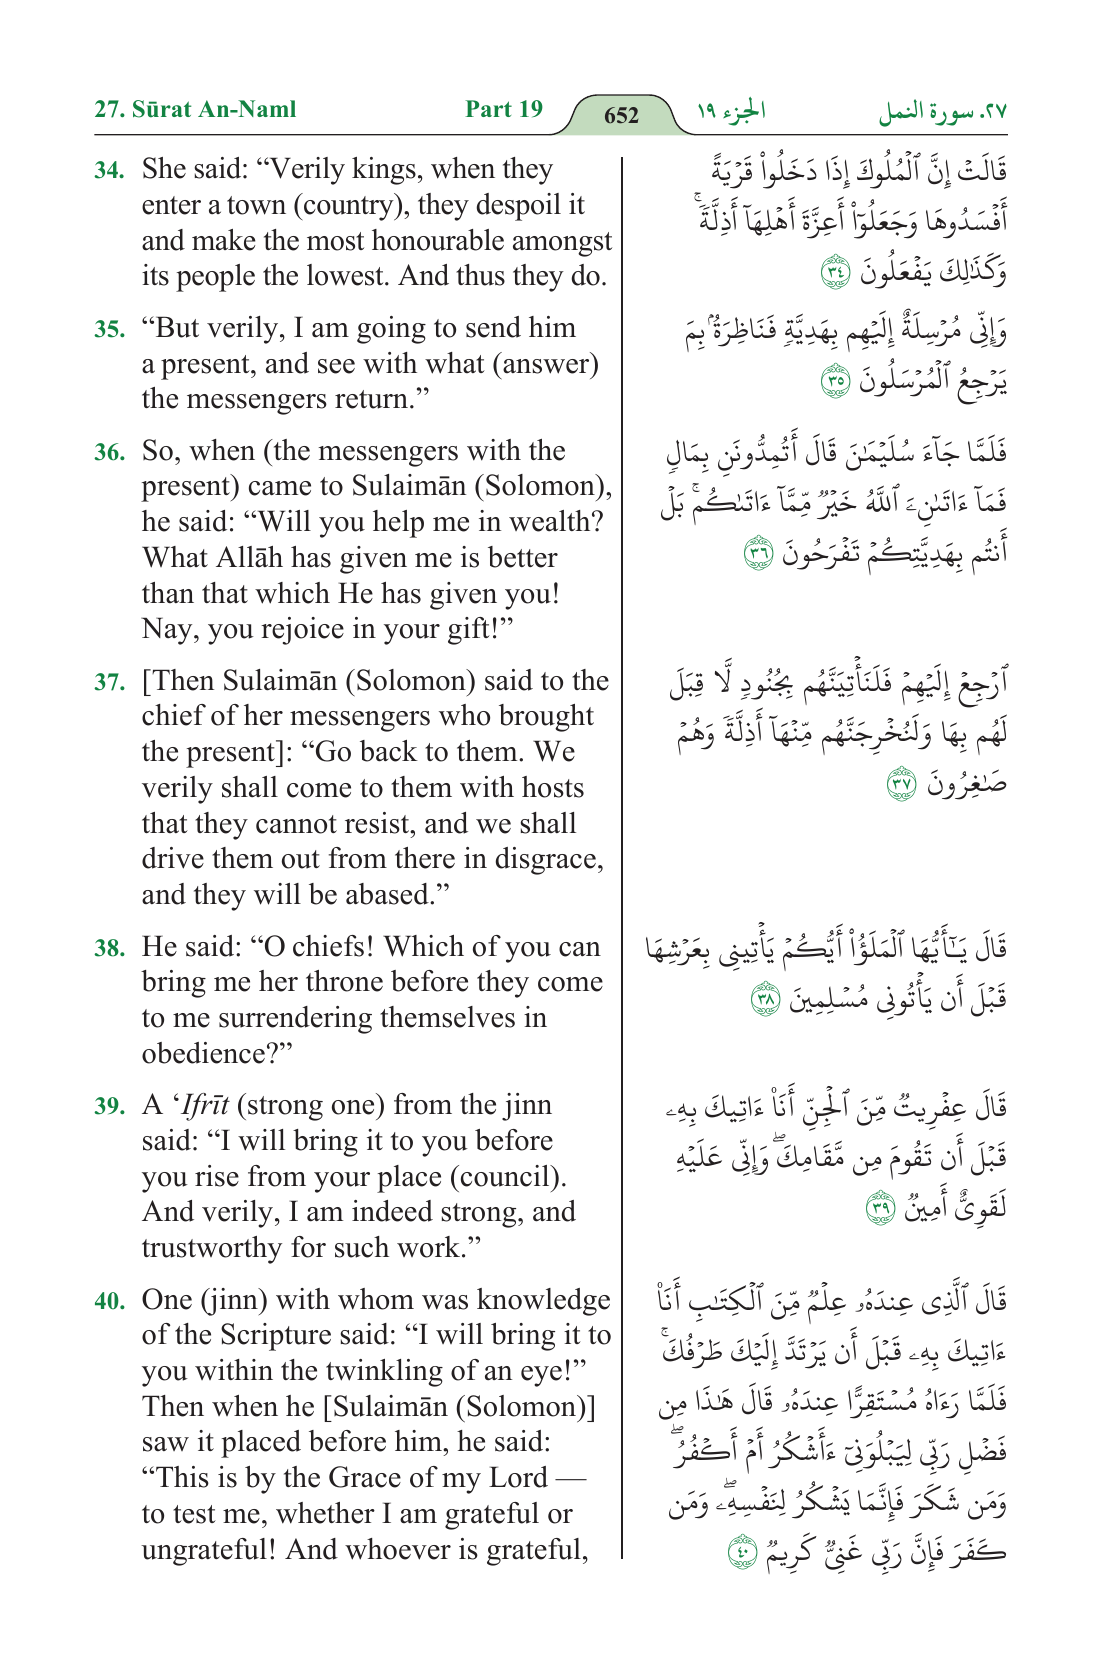 27. Sūrat An-Naml
Part 19
652
الجزء ١٩
٢٧. سورة النمل
34. She said: “Verily kings, when they
enter a town (country), they despoil it
and make the most honourable amongst
its people the lowest. And thus they do.
35. “But verily, I am going to send him
a present, and see with what (answer)
the messengers return.”
36. So, when (the messengers with the
present) came to Sulaimān (Solomon),
he said: “Will you help me in wealth?
What Allāh has given me is better
than that which He has given you!
Nay, you rejoice in your gift!”
37. [Then Sulaimān (Solomon) said to the
chief of her messengers who brought
the present]: “Go back to them. We
verily shall come to them with hosts
that they cannot resist, and we shall
drive them out from there in disgrace,
and they will be abased.”
38. He said: “O chiefs! Which of you can
bring me her throne before they come
to me surrendering themselves in
obedience?”
39. A ‘Ifrīt (strong one) from the jinn
said: “I will bring it to you before
you rise from your place (council).
And verily, I am indeed strong, and
trustworthy for such work.”
40. One (jinn) with whom was knowledge
of the Scripture said: “I will bring it to
you within the twinkling of an eye!”
Then when he [Sulaimān (Solomon)]
saw it placed before him, he said:
“This is by the Grace of my Lord —
to test me, whether I am grateful or
ungrateful! And whoever is grateful,
قَالَتْ إِنَّ ٱلْمُلُوكَ إِذَا دَخَلُوا۟ قَرْيَةً
أَفْسَدُوهَا وَجَعَلُوٓا۟ أَعِزَّةَ أَهْلِهَآ أَذِلَّةً ۖ
وَكَذَٰلِكَ يَفْعَلُونَ ٣٤
وَإِنِّى مُرْسِلَةٌ إِلَيْهِم بِهَدِيَّةٍ فَنَاظِرَةٌۢ بِمَ
يَرْجِعُ ٱلْمُرْسَلُونَ ٣٥
فَلَمَّا جَآءَ سُلَيْمَٰنَ قَالَ أَتُمِدُّونَنِ بِمَالٍ
فَمَآ ءَاتَىٰنِۦَ ٱللَّهُ خَيْرٌ مِّمَّآ ءَاتَىٰكُم ۚ بَلْ
أَنتُم بِهَدِيَّتِكُمْ تَفْرَحُونَ ٣٦
ٱرْجِعْ إِلَيْهِمْ فَلَنَأْتِيَنَّهُم بِجُنُودٍ لَّا قِبَلَ
لَهُم بِهَا وَلَنُخْرِجَنَّهُم مِّنْهَآ أَذِلَّةً وَهُمْ
صَٰغِرُونَ ٣٧
قَالَ يَٰٓأَيُّهَا ٱلْمَلَؤُا۟ أَيُّكُمْ يَأْتِينِى بِعَرْشِهَا
قَبْلَ أَن يَأْتُونِى مُسْلِمِينَ ٣٨
قَالَ عِفْرِيتٌ مِّنَ ٱلْجِنِّ أَنَا۠ ءَاتِيكَ بِهِۦ
قَبْلَ أَن تَقُومَ مِن مَّقَامِكَ ۖ وَإِنِّى عَلَيْهِ
لَقَوِىٌّ أَمِينٌ ٣٩
قَالَ ٱلَّذِى عِندَهُۥ عِلْمٌ مِّنَ ٱلْكِتَٰبِ أَنَا۠
ءَاتِيكَ بِهِۦ قَبْلَ أَن يَرْتَدَّ إِلَيْكَ طَرْفُكَ ۚ
فَلَمَّا رَءَاهُ مُسْتَقِرًّا عِندَهُۥ قَالَ هَٰذَا مِن
فَضْلِ رَبِّى لِيَبْلُوَنِىٓ ءَأَشْكُرُ أَمْ أَكْفُرُ ۖ
وَمَن شَكَرَ فَإِنَّمَا يَشْكُرُ لِنَفْسِهِۦ ۖ وَمَن
كَفَرَ فَإِنَّ رَبِّى غَنِىٌّ كَرِيمٌ ٤٠